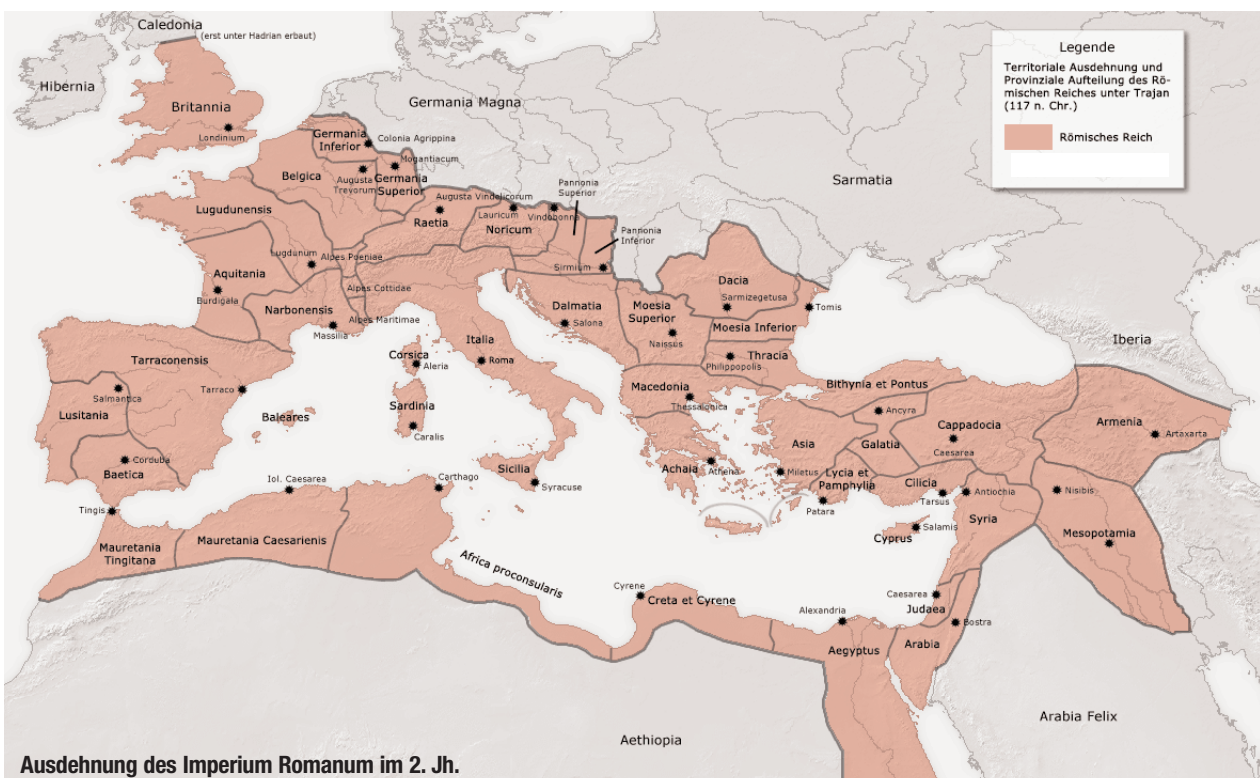 Caledonia
(erst unter Hadrian erbaut)
Hibernia
Britannia
Londinium
Germania Magna
Sarmatia
Legende
Territoriale Ausdehnung und
Provinziale Aufteilung des Rö-
mischen Reiches unter Trajan
(117 n. Chr.)
Römisches Reich
Germania
Inferior
Colonia Agrippina
Belgica
Mogantiacum
Augusta
Trevorum
Germania
Superior
Lugudunensis
Augusta Vindelicorum
Raetia
Lauricum
Noricum
Vindobonna
Pannonia
Superior
Pannonia
Inferior
Sirmium
Lugdunum
Alpes Poeniae
Aquitania
Burdigala
Alpes Cottidae
Narbonensis
Alpes Maritimae
Massilia
Dacia
Sarmizegetusa
Tomis
Dalmatia
Salona
Moesia
Superior
Naissus
Moesia Inferior
Thracia
Philippopolis
Iberia
Italia
Roma
Corsica
Aleria
Sardinia
Caralis
Tarraconensis
Tarraco
Salmantica
Lusitania
Baleares
Corduba
Baetica
Macedonia
Thessalonica
Bithynia et Pontus
Ancyra
Galatia
Cappadocia
Caesarea
Armenia
Artaxarta
Asia
Achaia
Athena
Miletus
Lycia et
Pamphylia
Patara
Cilicia
Tarsus
Antiochia
Nisibis
Syria
Mesopotamia
Cyprus
Salamis
Sicilia
Syracuse
Carthago
Iol. Caesarea
Tingis
Mauretania
Tingitana
Mauretania Caesarienis
Africa proconsularis
Cyrene
Creta et Cyrene
Alexandria
Caesarea
Judaea
Bostra
Aegyptus
Arabia
Arabia Felix
Aethiopia
Ausdehnung des Imperium Romanum im 2. Jh.